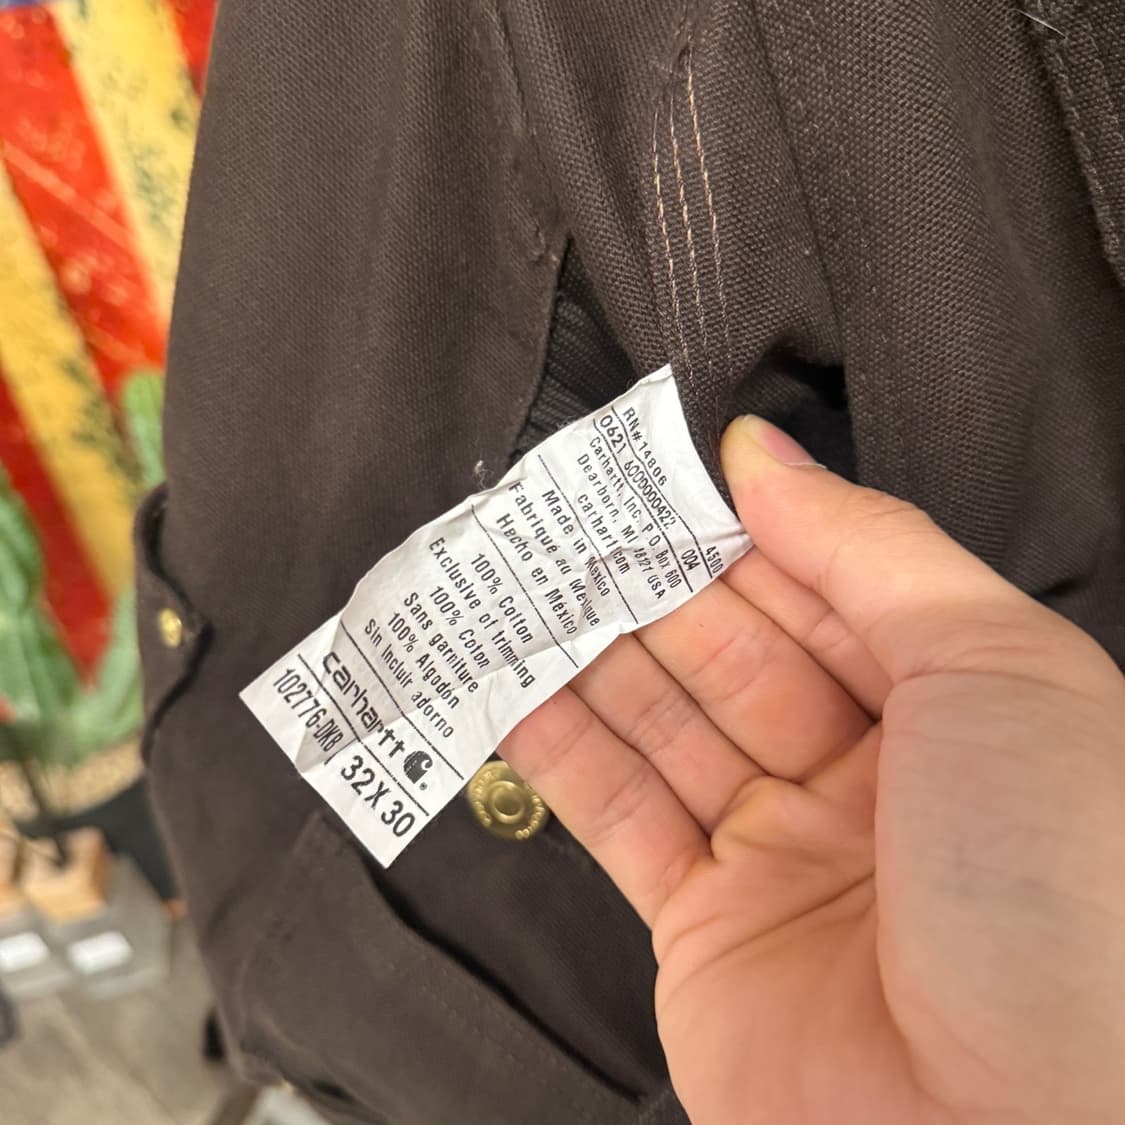 RN#14806
0621 6000000422 004 4500
Carhartt, Inc. P.O. Box 600
Dearborn, MI 48121 USA
carhartt.com
Made in Mexico
Fabriqué au Mexique
Hecho en México
100% Cotton
Exclusive of trimming
100% Coton
Sans garniture
100% Algodón
Sin incluir adorno
carhartt
102776-DKB 32X30